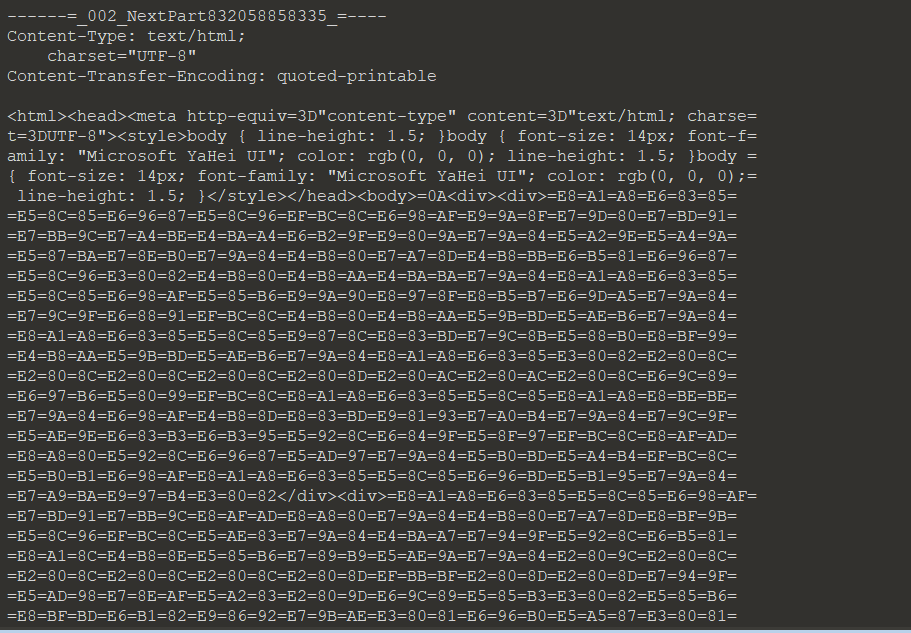 ------=_002_NextPart832058858335_=----
Content-Type: text/html;
    charset="UTF-8"
Content-Transfer-Encoding: quoted-printable

<html><head><meta http-equiv=3D"content-type" content=3D"text/html; charse=
t=3DUTF-8"><style>body { line-height: 1.5; }body { font-size: 14px; font-f=
amily: "Microsoft YaHei UI"; color: rgb(0, 0, 0); line-height: 1.5; }body =
{ font-size: 14px; font-family: "Microsoft YaHei UI"; color: rgb(0, 0, 0);=
 line-height: 1.5; }</style></head><body>=0A<div><div>=E8=A1=A8=E6=83=85=
=E5=8C=85=E6=96=87=E5=8C=96=EF=BC=8C=E6=98=AF=E9=9A=8F=E7=9D=80=E7=BD=91=
=E7=BB=9C=E7=A4=BE=E4=BA=A4=E6=B2=9F=E9=80=9A=E7=9A=84=E5=A2=9E=E5=A4=9A=
=E5=87=BA=E7=8E=B0=E7=9A=84=E4=B8=80=E7=A7=8D=E4=B8=BB=E6=B5=81=E6=96=87=
=E5=8C=96=E3=80=82=E4=B8=80=E4=B8=AA=E4=BA=BA=E7=9A=84=E8=A1=A8=E6=83=85=
=E5=8C=85=E6=98=AF=E5=85=B6=E9=9A=90=E8=97=8F=E8=B5=B7=E6=9D=A5=E7=9A=84=
=E7=9C=9F=E6=88=91=EF=BC=8C=E4=B8=80=E4=B8=AA=E5=9B=BD=E5=AE=B6=E7=9A=84=
=E8=A1=A8=E6=83=85=E5=8C=85=E9=87=8C=E8=83=BD=E7=9C=8B=E5=88=B0=E8=BF=99=
=E4=B8=AA=E5=9B=BD=E5=AE=B6=E7=9A=84=E8=A1=A8=E6=83=85=E3=80=82=E2=80=8C=
=E2=80=8C=E2=80=8C=E2=80=8C=E2=80=8D=E2=80=AC=E2=80=AC=E2=80=8C=E6=9C=89=
=E6=97=B6=E5=80=99=EF=BC=8C=E8=A1=A8=E6=83=85=E5=8C=85=E8=A1=A8=E8=BE=BE=
=E7=9A=84=E6=98=AF=E4=B8=8D=E8=83=BD=E9=81=93=E7=A0=B4=E7=9A=84=E7=9C=9F=
=E5=AE=9E=E6=83=B3=E6=B3=95=E5=92=8C=E6=84=9F=E5=8F=97=EF=BC=8C=E8=AF=AD=
=E8=A8=80=E5=92=8C=E6=96=87=E5=AD=97=E7=9A=84=E5=B0=BD=E5=A4=B4=EF=BC=8C=
=E5=B0=B1=E6=98=AF=E8=A1=A8=E6=83=85=E5=8C=85=E6=96=BD=E5=B1=95=E7=9A=84=
=E7=A9=BA=E9=97=B4=E3=80=82</div><div>=E8=A1=A8=E6=83=85=E5=8C=85=E6=98=AF=
=E7=BD=91=E7=BB=9C=E8=AF=AD=E8=A8=80=E7=9A=84=E4=B8=80=E7=A7=8D=E8=BF=9B=
=E5=8C=96=EF=BC=8C=E5=AE=83=E7=9A=84=E4=BA=A7=E7=94=9F=E5=92=8C=E6=B5=81=
=E8=A1=8C=E4=B8=8E=E5=85=B6=E7=89=B9=E5=AE=9A=E7=9A=84=E2=80=9C=E2=80=8C=
=E2=80=8C=E2=80=8C=E2=80=8C=E2=80=8D=EF=BB=BF=E2=80=8D=E2=80=8D=E7=94=9F=
=E5=AD=98=E7=8E=AF=E5=A2=83=E2=80=9D=E6=9C=89=E5=85=B3=E3=80=82=E5=85=B6=
=E8=BF=BD=E6=B1=82=E9=86=92=E7=9B=AE=E3=80=81=E6=96=B0=E5=A5=87=E3=80=81=